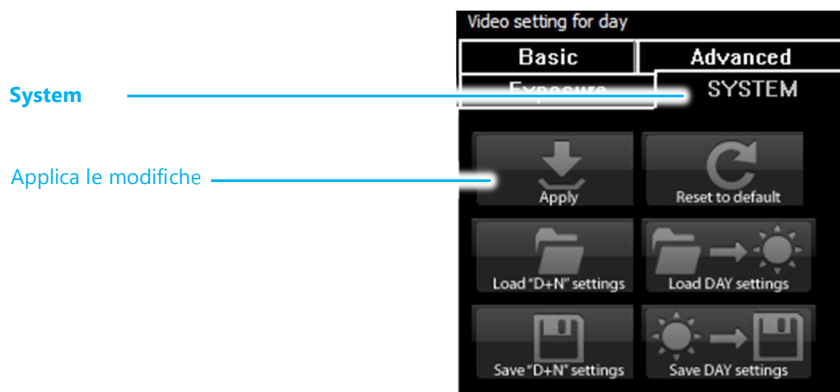 Video setting for day
Basic Advanced
System
Exposure SYSTEM
Applica le modifiche
Apply Reset to default
Load "D+N" settings Load DAY settings
Save "D+N" settings Save DAY settings